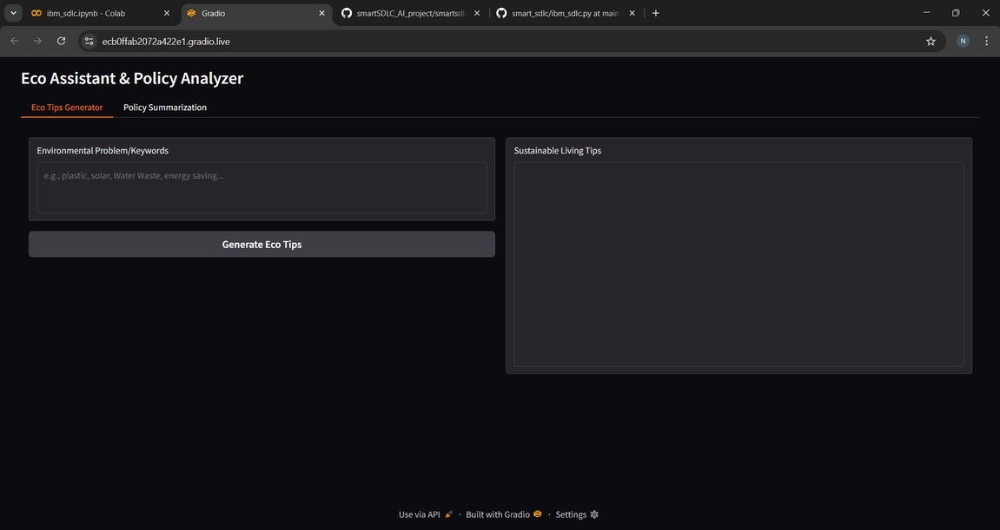 ibm_sdlc.ipynb - Colab
Gradio
smartSDLC_AI_project/smartsdl
smart_sdlc/ibm_sdlc.py at main
ecb0ffab2072a422e1.gradio.live
N
Eco Assistant & Policy Analyzer
Eco Tips Generator
Policy Summarization
Environmental Problem/Keywords
e.g., plastic, solar, Water Waste, energy saving...
Generate Eco Tips
Sustainable Living Tips
Use via API · Built with Gradio · Settings